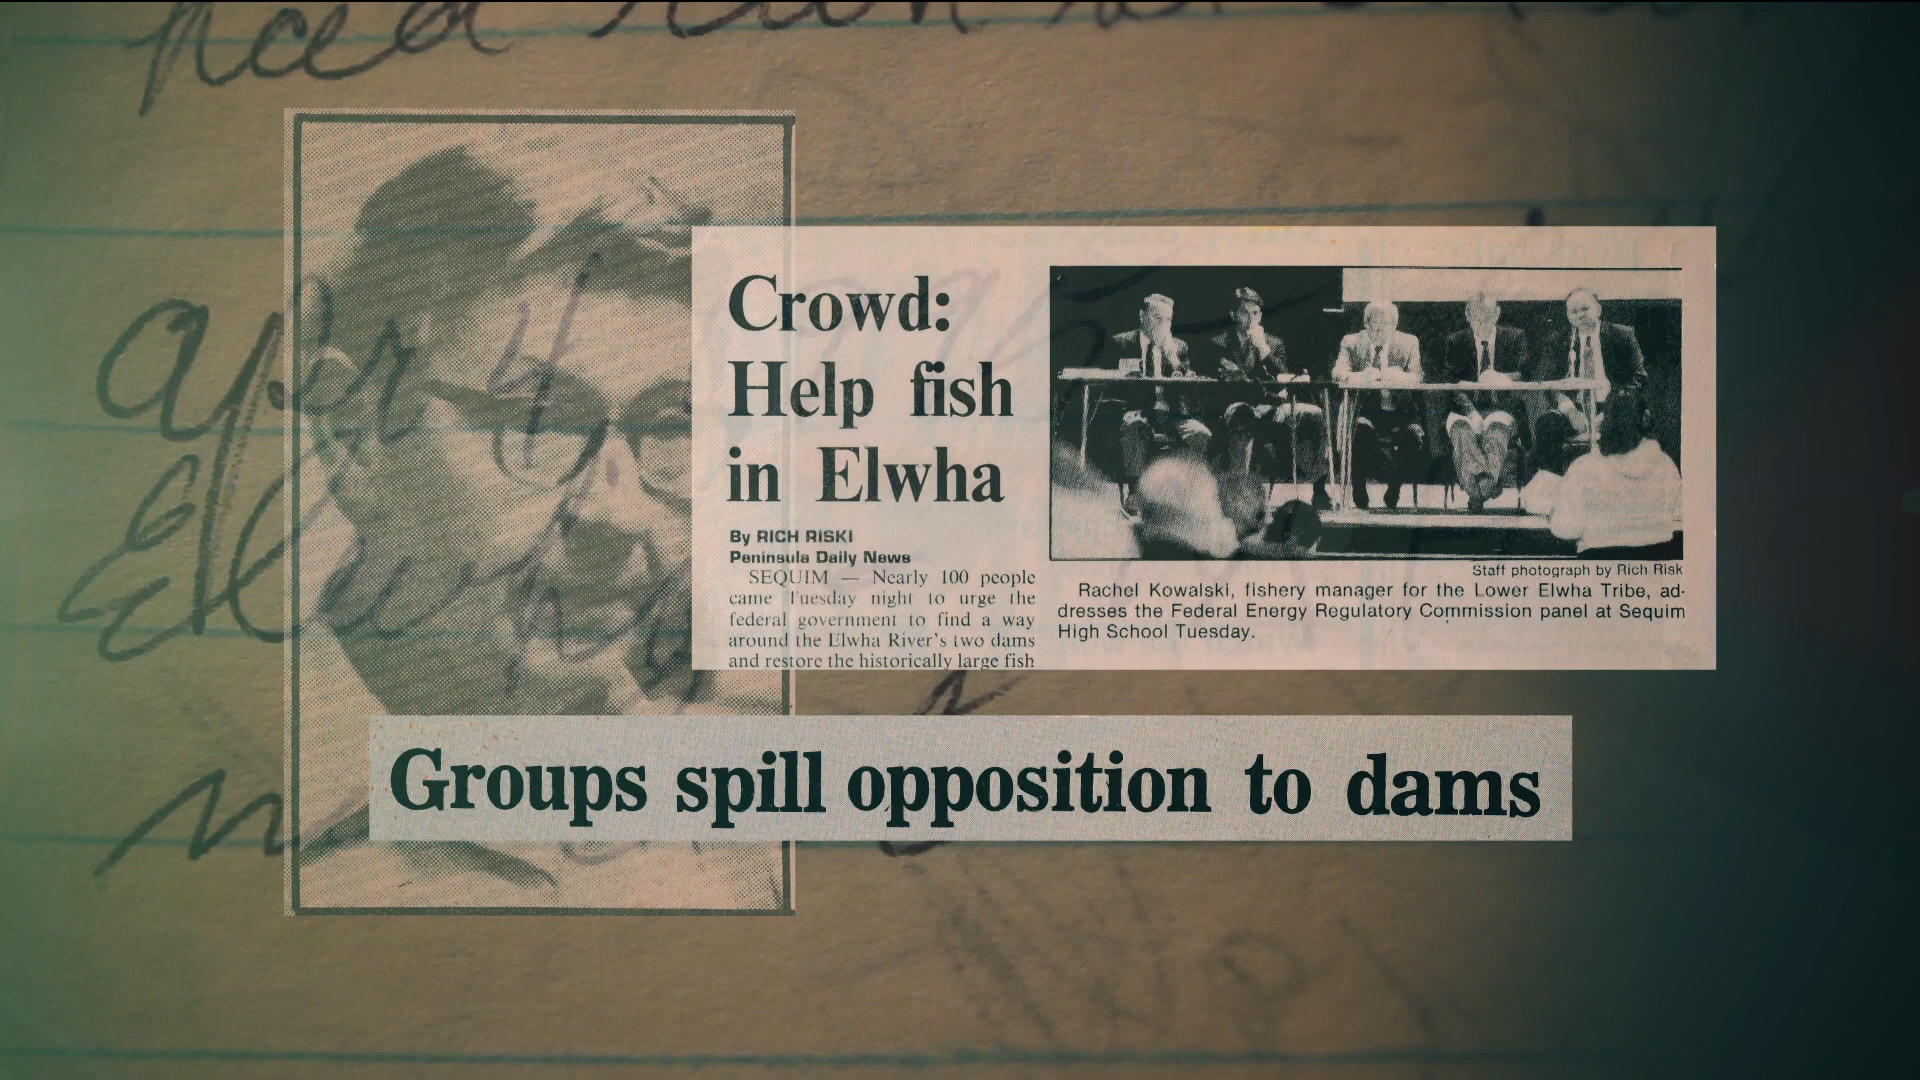 need
Crowd:
Help fish
in Elwha
By RICH RISKI
Peninsula Daily News
SEQUIM — Nearly 100 people
came Tuesday night to urge the
federal government to find a way
around the Elwha River's two dams
and restore the historically large fish
Staff photograph by Rich Risk
Rachel Kowalski, fishery manager for the Lower Elwha Tribe, ad-
dresses the Federal Energy Regulatory Commission panel at Sequim
High School Tuesday.
Elwha
Groups spill opposition to dams